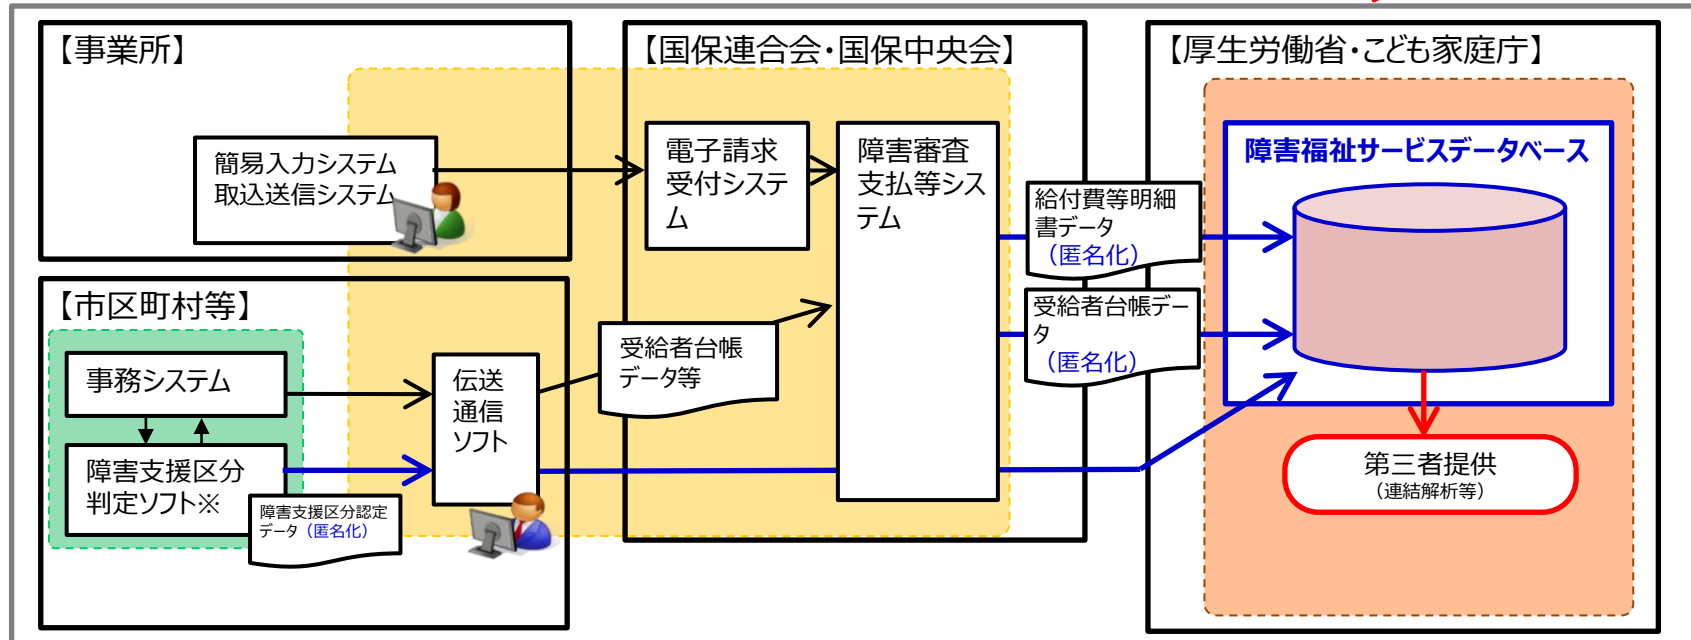 【事業所】
簡易入力システム
取込送信システム
【市区町村等】
事務システム
障害支援区分
判定ソフト※
障害支援区分認定
データ（匿名化）
伝送
通信
ソフト
【国保連合会・国保中央会】
電子請求
受付システ
ム
障害審査
支払等シス
テム
受給者台帳
データ等
給付費等明細
書データ
（匿名化）
受給者台帳デー
タ
（匿名化）
【厚生労働省・こども家庭庁】
障害福祉サービスデータベース
第三者提供
（連結解析等）